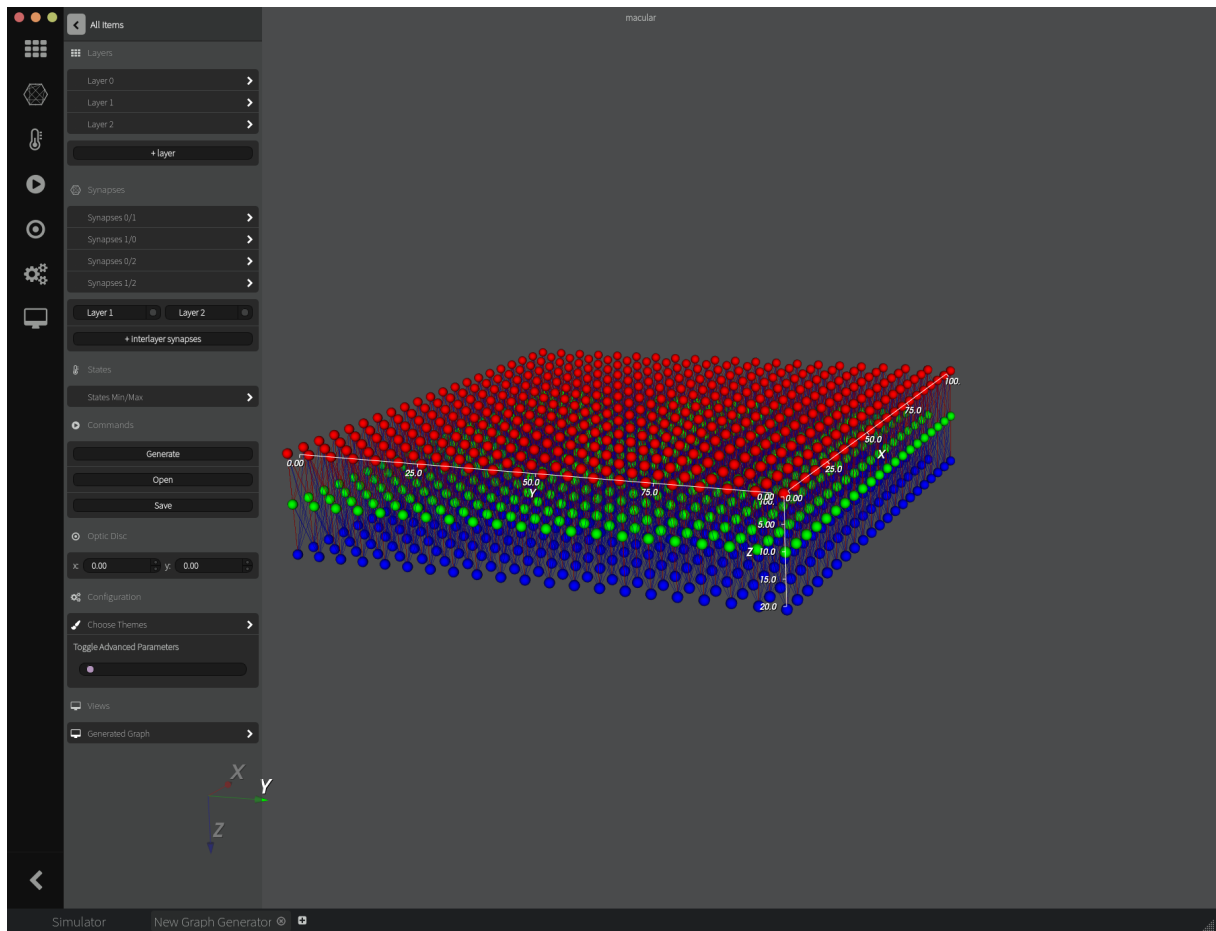 macular
All Items
Layers
Layer 0
Layer 1
Layer 2
+ layer
Synapses
Synapses 0/1
Synapses 1/0
Synapses 0/2
Synapses 1/2
Layer 1 Layer 2
+ Interlayer synapses
States
States Min/Max
Commands
Generate
Open
Save
Optic Disc
x: 0.00 y: 0.00
Configuration
Choose Themes
Toggle Advanced Parameters
Views
Generated Graph
X
Y
Z
0.00
25.0
50.0
Y
75.0
100.
0.00
0.00
25.0
X
50.0
75.0
100.
5.00
Z 10.0
15.0
20.0
Simulator New Graph Generator